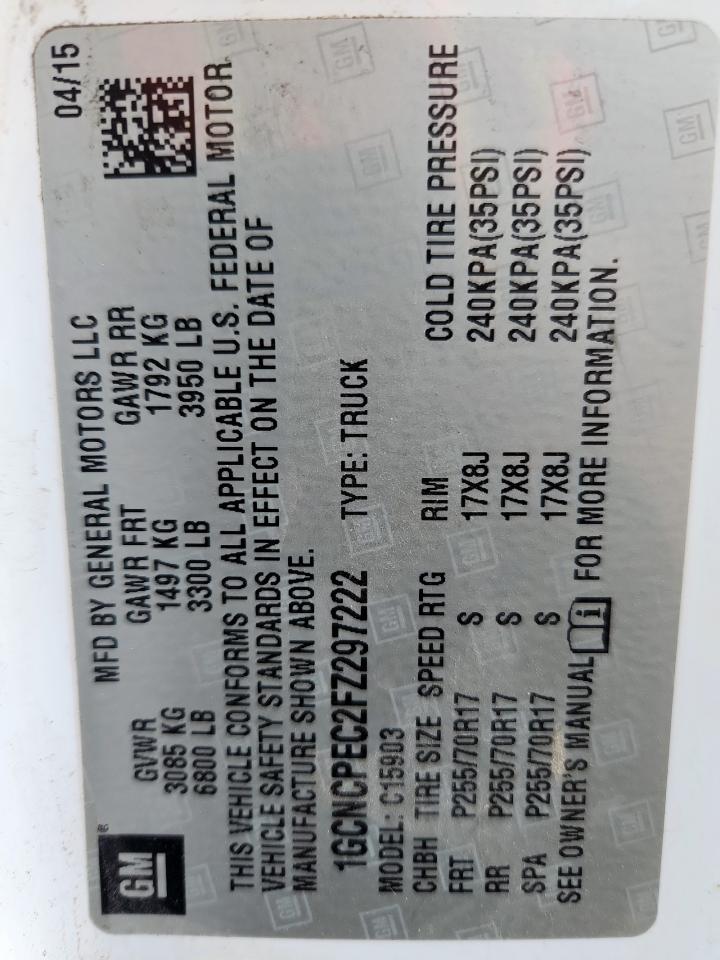 GM®
MFD BY GENERAL MOTORS LLC 04/15
GVWR GAWR FRT GAWR RR
3085 KG 1497 KG 1792 KG
6800 LB 3300 LB 3950 LB
THIS VEHICLE CONFORMS TO ALL APPLICABLE U.S. FEDERAL MOTOR
VEHICLE SAFETY STANDARDS IN EFFECT ON THE DATE OF
MANUFACTURE SHOWN ABOVE.
1GCNCPEC2FZ297222 TYPE: TRUCK
MODEL: C15903
CHBH TIRE SIZE SPEED RTG RIM COLD TIRE PRESSURE
FRT P255/70R17 S 17X8J 240KPA(35PSI)
RR P255/70R17 S 17X8J 240KPA(35PSI)
SPA P255/70R17 S 17X8J 240KPA(35PSI)
SEE OWNER'S MANUAL i FOR MORE INFORMATION.